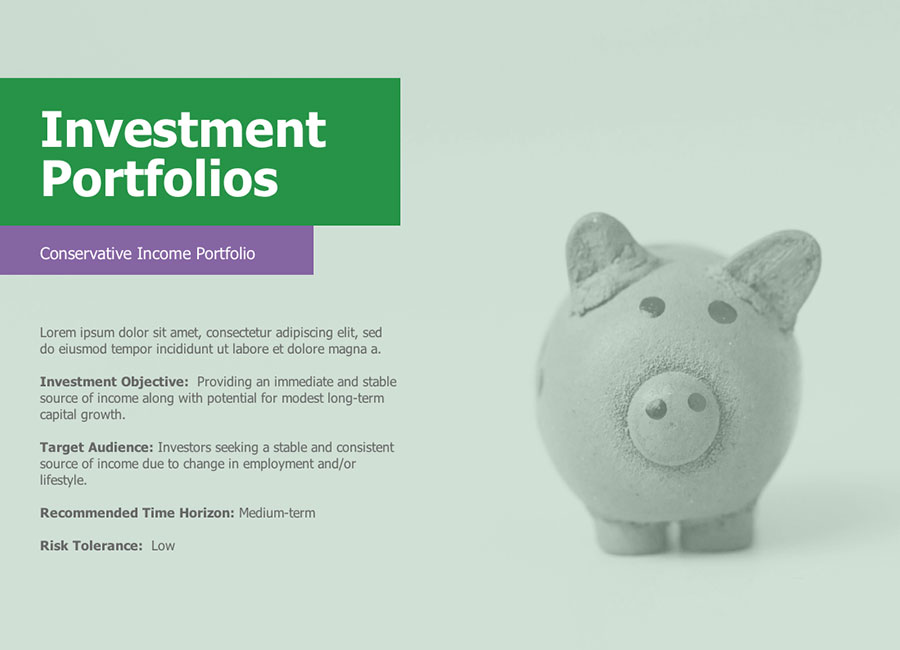 Investment
Portfolios
Conservative Income Portfolio
Lorem ipsum dolor sit amet, consectetur adipiscing elit, sed
do eiusmod tempor incididunt ut labore et dolore magna a.
Investment Objective:  Providing an immediate and stable
source of income along with potential for modest long-term
capital growth.
Target Audience: Investors seeking a stable and consistent
source of income due to change in employment and/or
lifestyle.
Recommended Time Horizon: Medium-term
Risk Tolerance:  Low